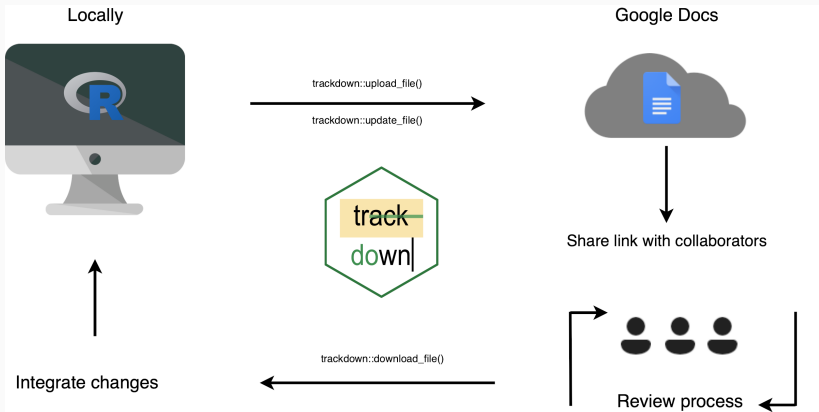 Locally
Google Docs
R
trackdown::upload_file()
trackdown::update_file()
track
down
Share link with collaborators
trackdown::download_file()
Integrate changes
Review process